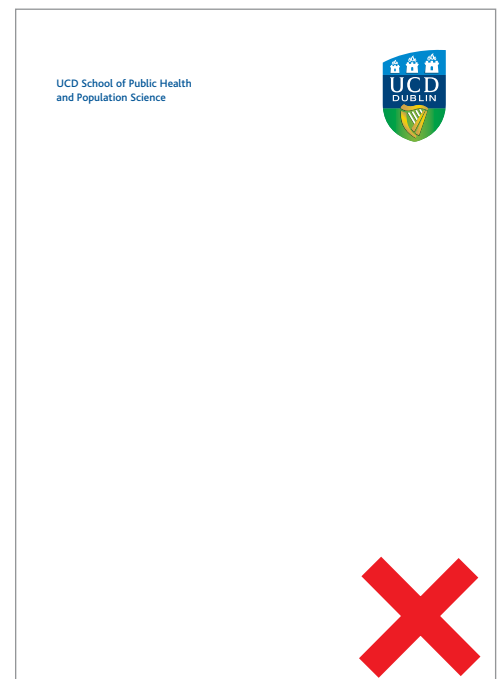 UCD School of Public Health
and Population Science
UCD
DUBLIN